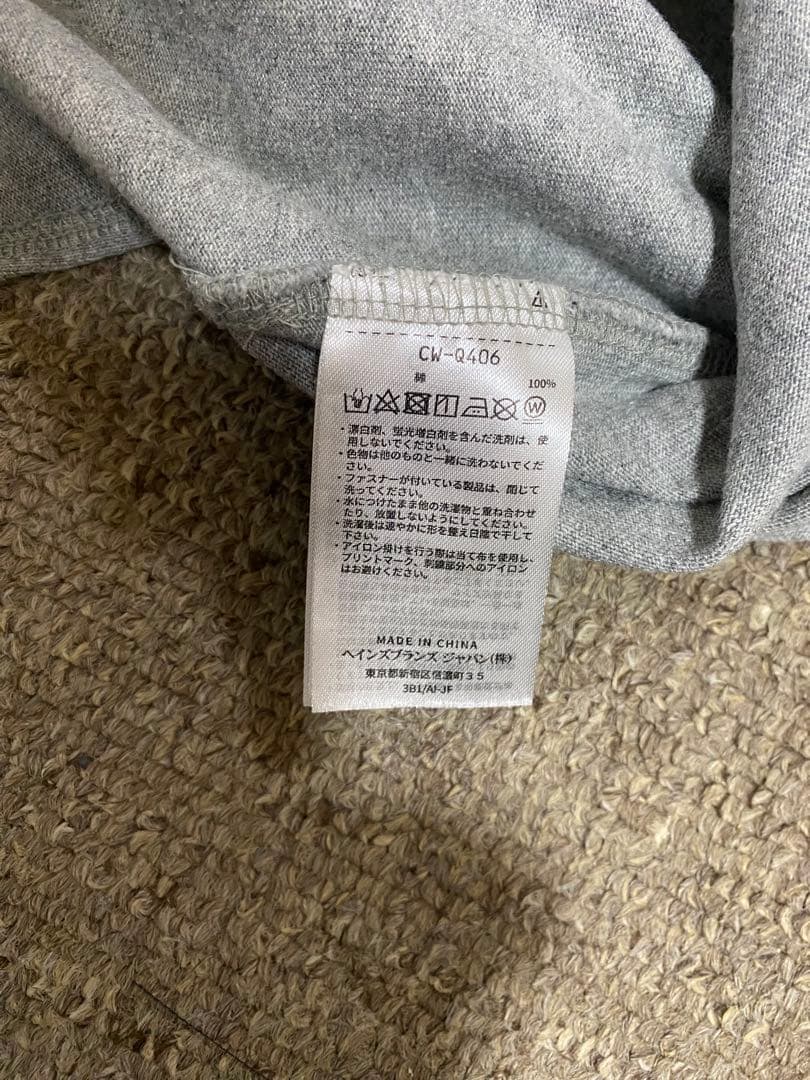 CW-Q406
綿 100%
W
・漂白剤、蛍光増白剤を含んだ洗剤は、使
用しないでください。
・色物は他のものと一緒に洗わないでくだ
さい。
・ファスナーが付いている製品は、閉じて
洗ってください。
・水につけたまま他の洗濯物と重ね合わせ
たり、放置しないようにしてください。
・洗濯後は速やかに形を整え日陰で干して
下さい。
・アイロン掛けを行う際は当て布を使用し、
プリントマーク、刺繍部分へのアイロン
はお避けください。
MADE IN CHINA
ヘインズブランズ ジャパン(株)
東京都新宿区信濃町35
3B1/AI-JF